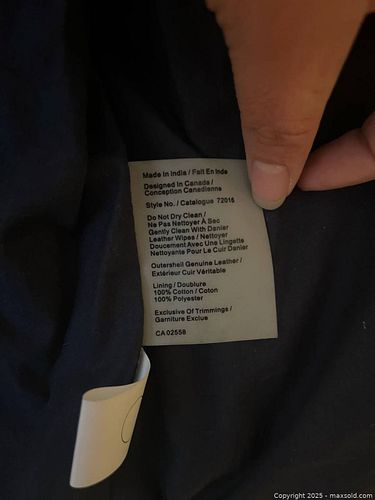 Made In India / Fait En Inde
Designed In Canada /
Conception Canadienne
Style No. / Catalogue 72016
Do Not Dry Clean /
Ne Pas Nettoyer À Sec
Gently Clean With Danier
Leather Wipes / Nettoyer
Doucement Avec Une Lingette
Nettoyante Pour Le Cuir Danier
Outershell Genuine Leather /
Extérieur Cuir Véritable
Lining / Doublure
100% Cotton / Coton
100% Polyester
Exclusive Of Trimmings /
Garniture Exclue
CA 02558
Copyright 2025 - maxsold.com